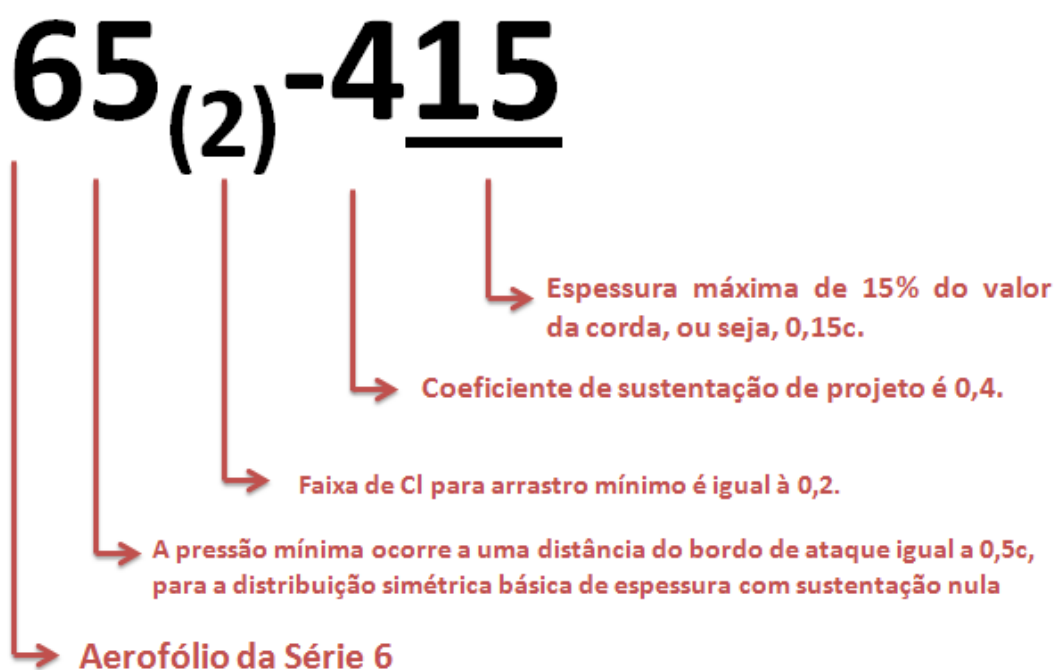 65(2)-415
Espessura máxima de 15% do valor
da corda, ou seja, 0,15c.
Coeficiente de sustentação de projeto é 0,4.
Faixa de Cl para arrastro mínimo é igual à 0,2.
A pressão mínima ocorre a uma distância do bordo de ataque igual a 0,5c,
para a distribuição simétrica básica de espessura com sustentação nula
Aerofólio da Série 6